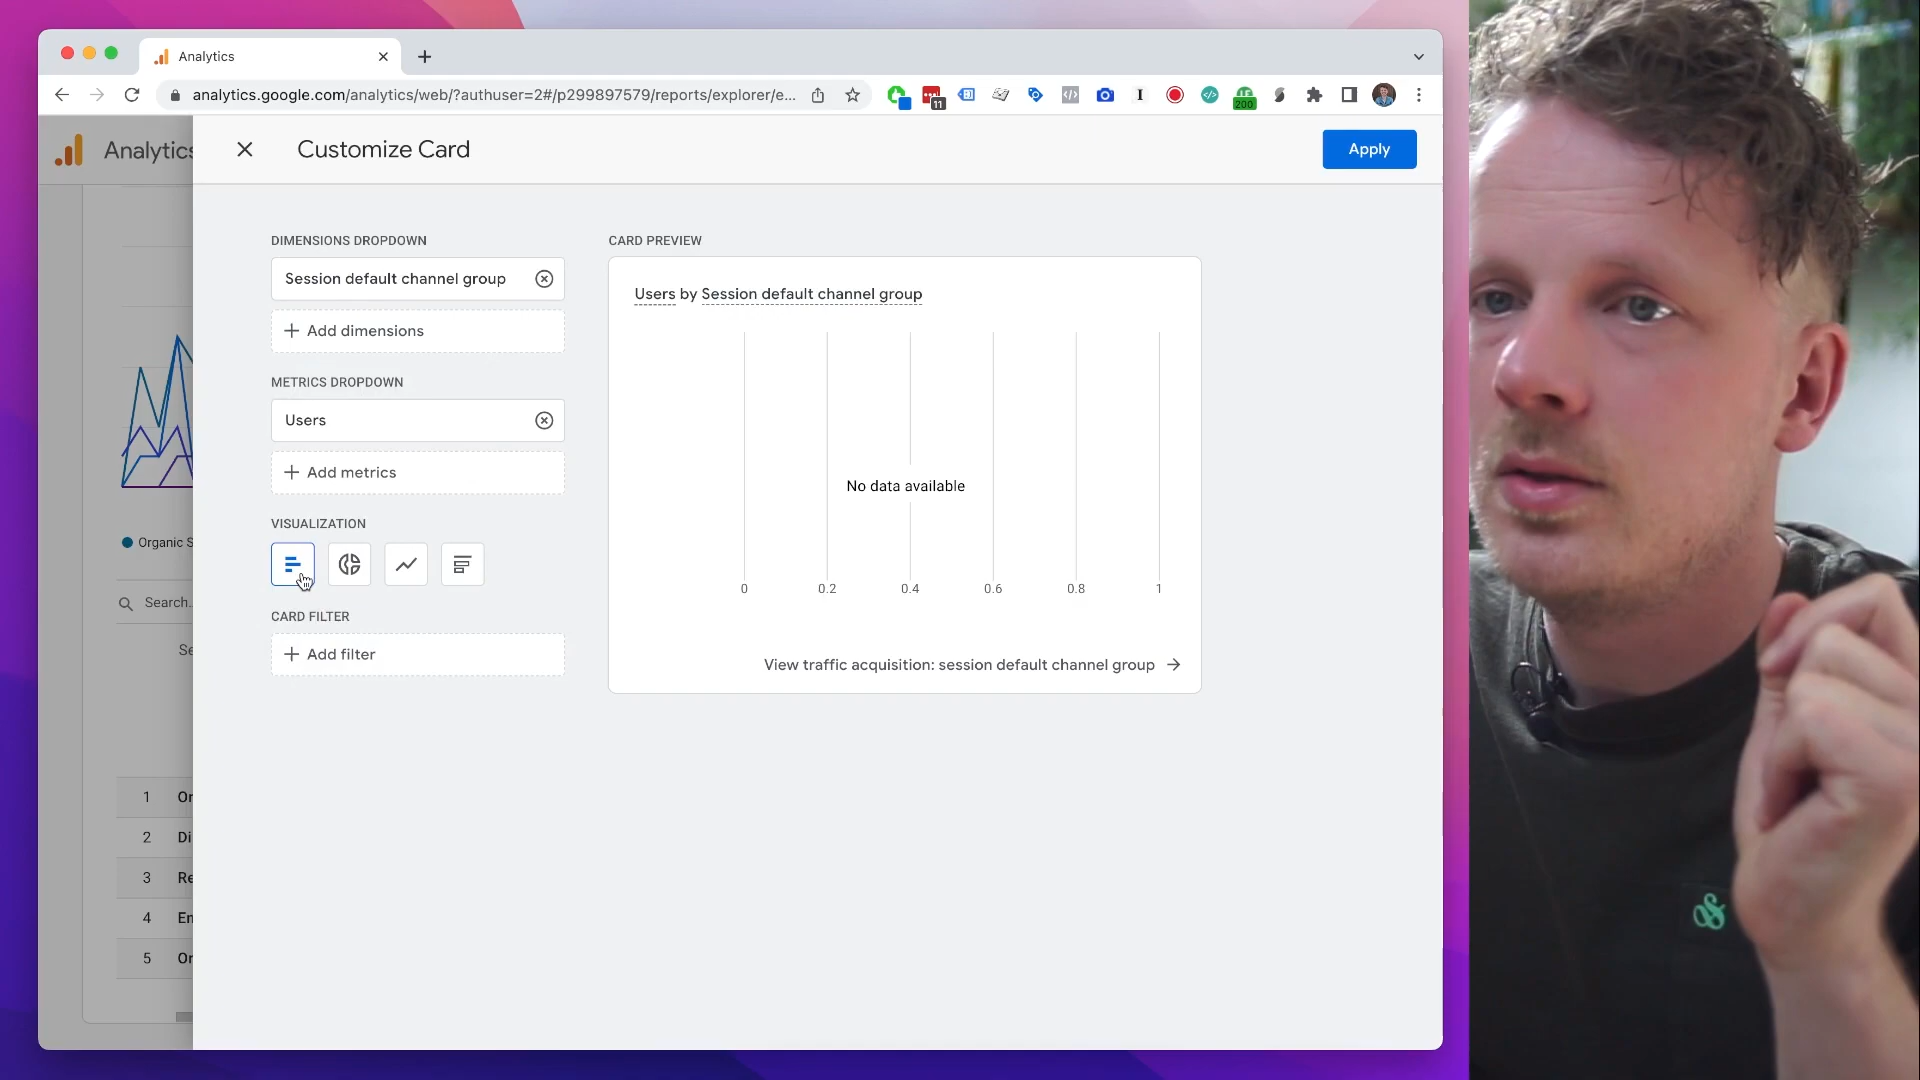 Analytics
analytics.google.com/analytics/web/?authuser=2#/p299897579/reports/explorer/e...
11
200
Analytics
Customize Card
Apply
DIMENSIONS DROPDOWN
CARD PREVIEW
Session default channel group
Users by Session default channel group
Add dimensions
METRICS DROPDOWN
Users
Add metrics
No data available
VISUALIZATION
Organic S
0 0.2 0.4 0.6 0.8 1
Search..
CARD FILTER
Add filter
Se
View traffic acquisition: session default channel group
1 Or
2 Di
3 Re
4 En
5 Or